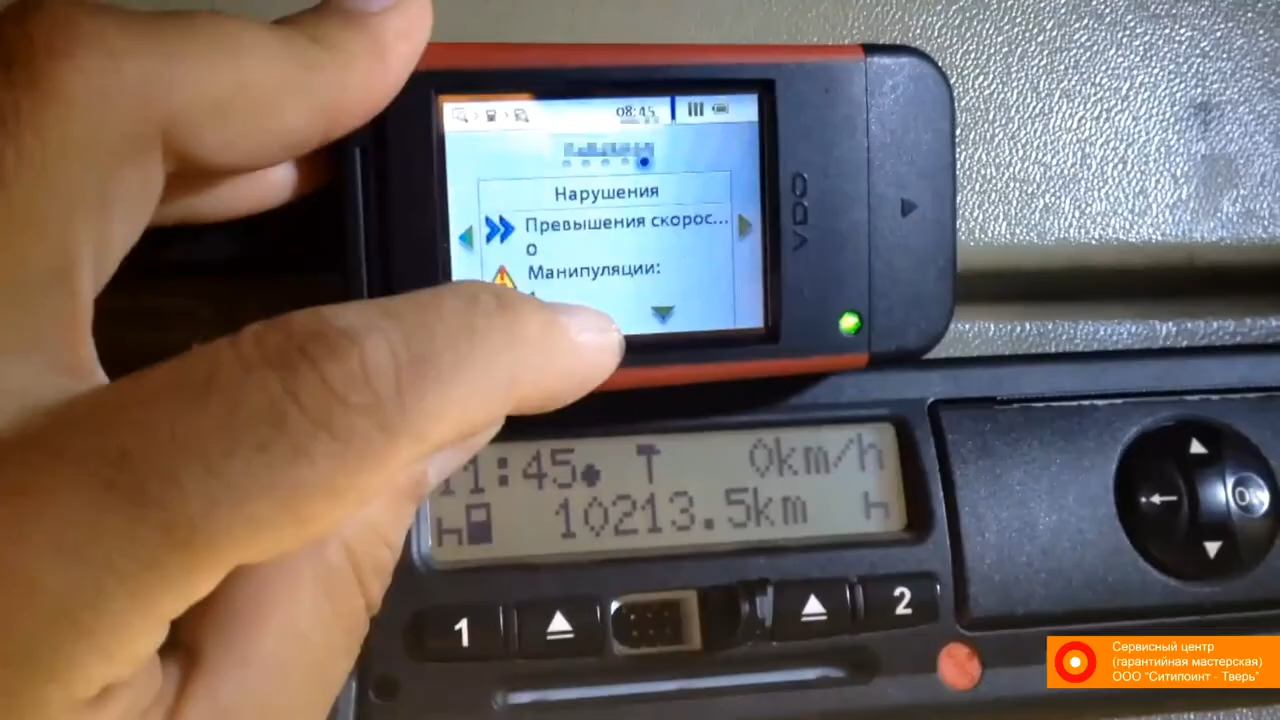 08:45
Нарушения
Превышения скорос...
0
Манипуляции:
VDO
11:45 0km/h
10213.5km
1
2
Сервисный центр
(гарантийная мастерская)
ООО "Ситипоинт - Тверь"